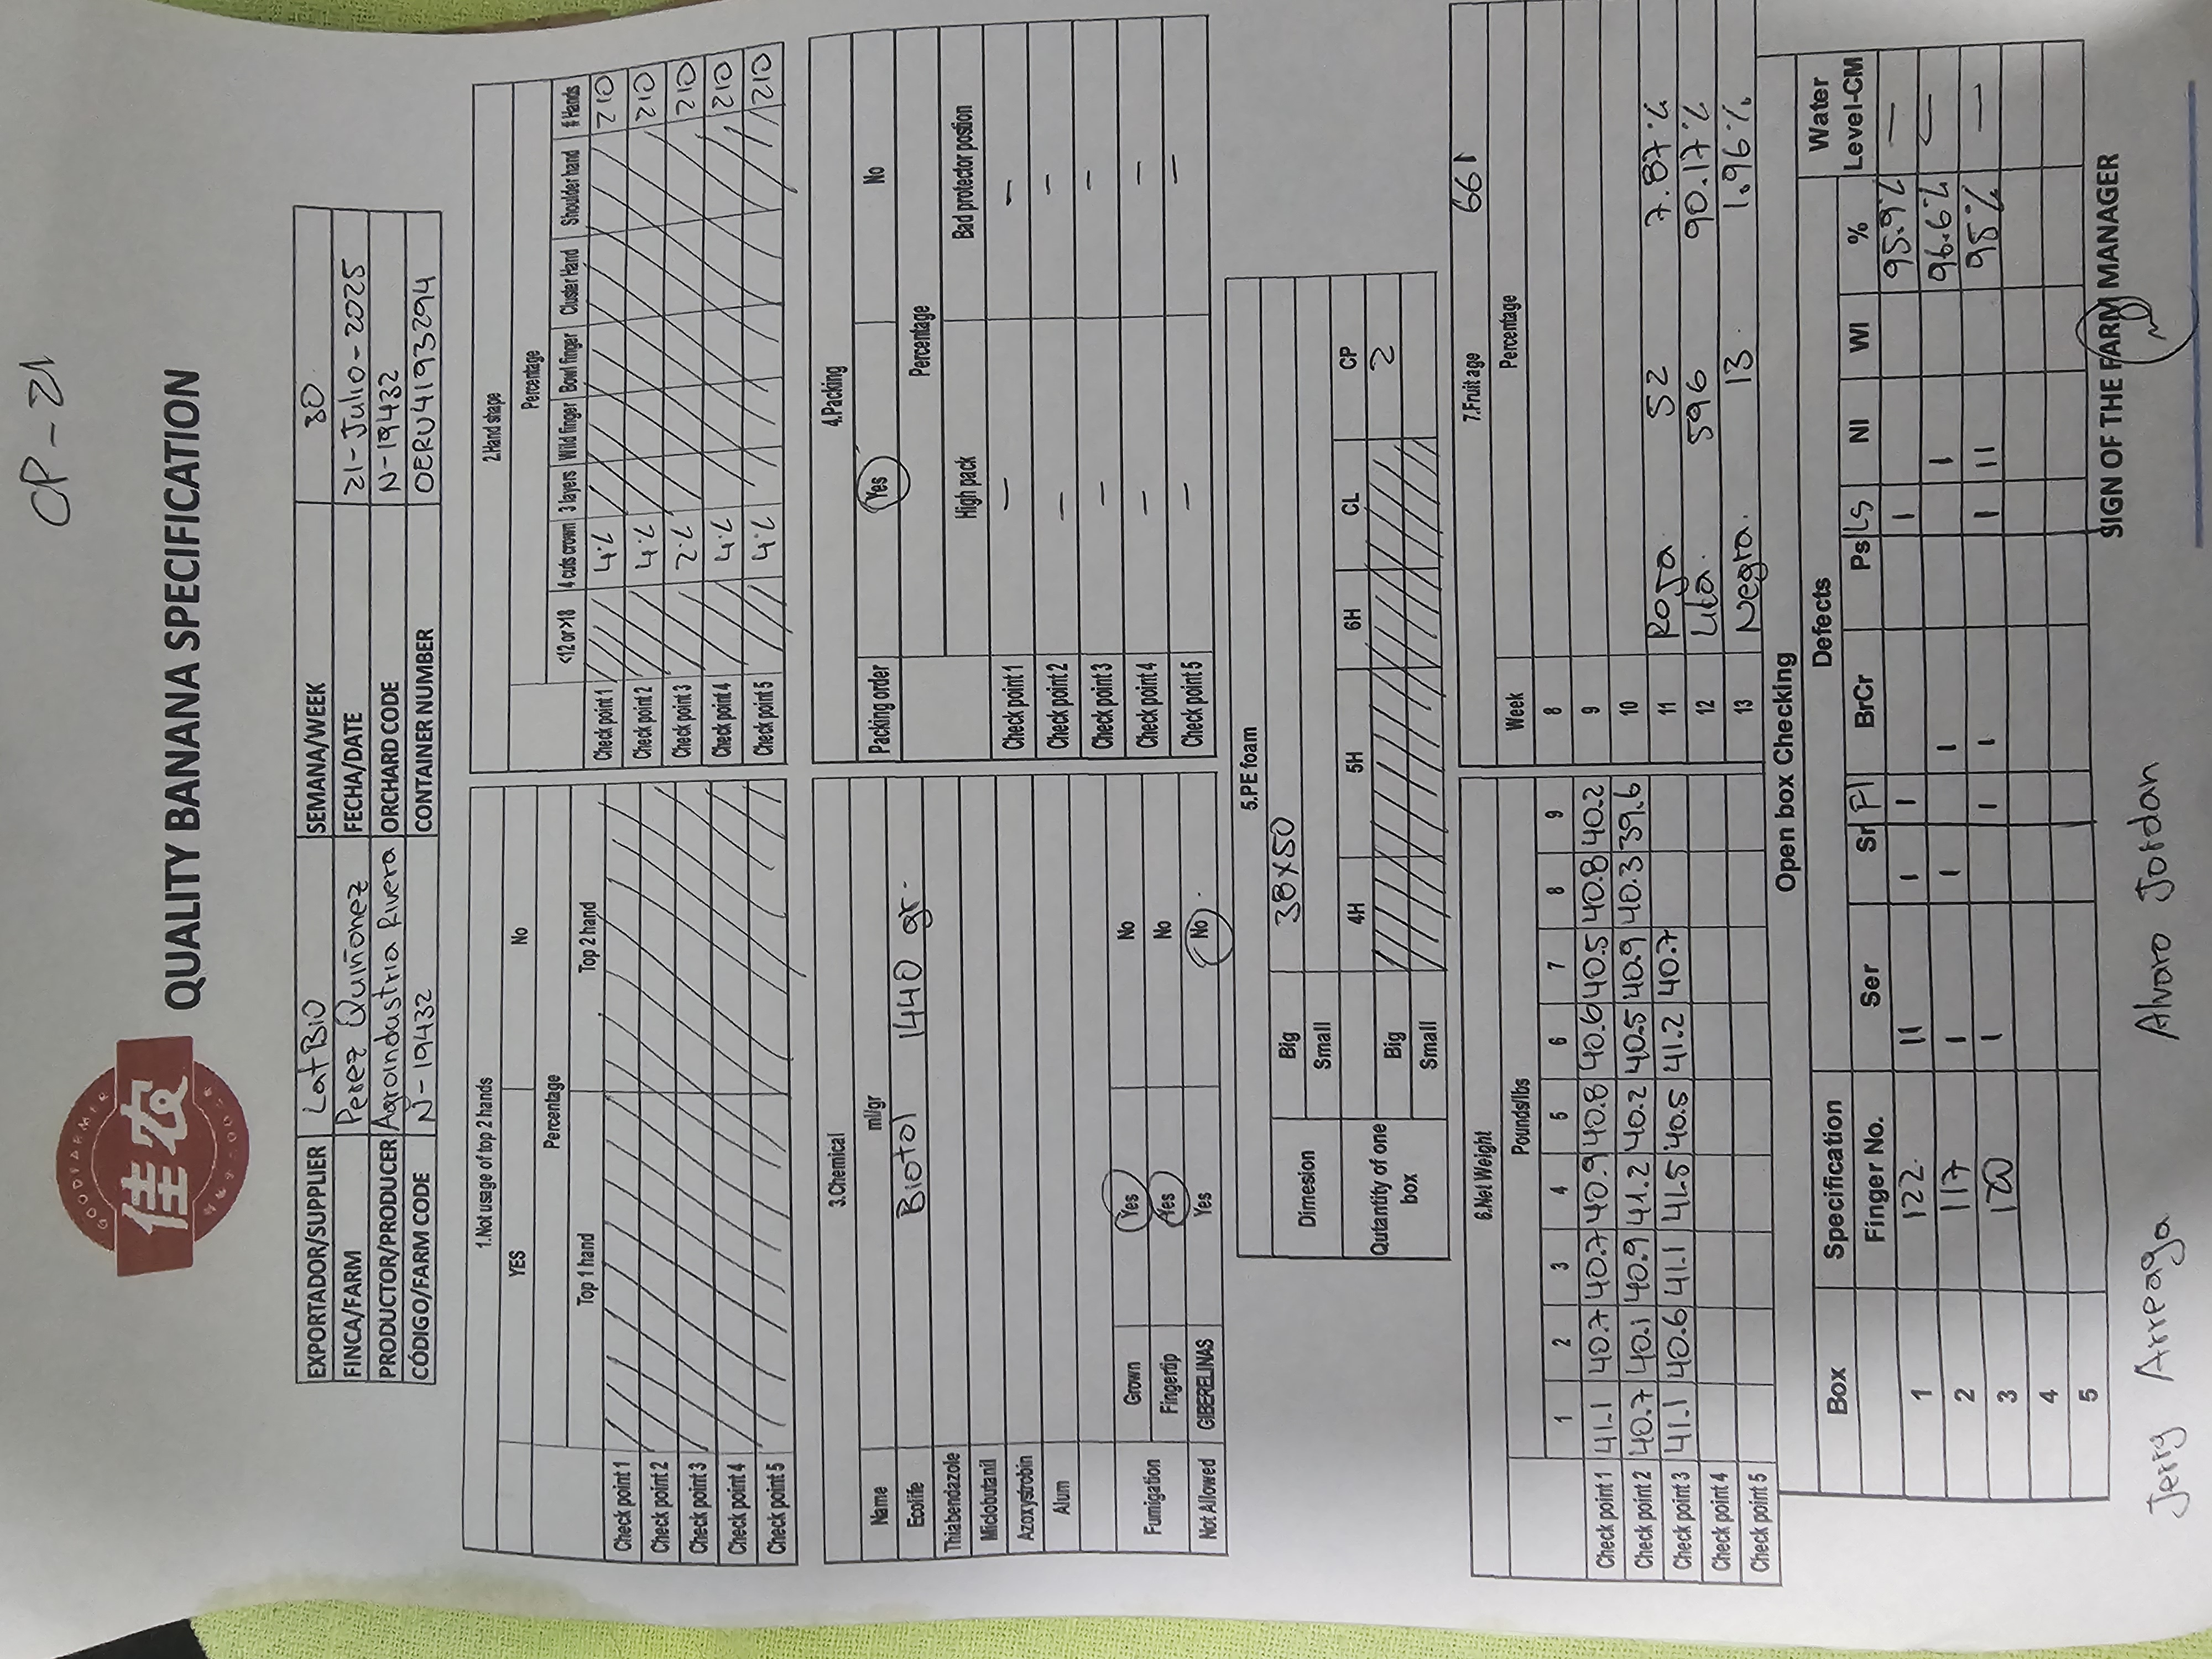 CP-21
GOODFARMER
佳农
QUALITY BANANA SPECIFICATION
EXPORTADOR/SUPPLIER LatBio SEMANA/WEEK 30
FINCA/FARM Perez Quiñonez FECHA/DATE 21-Julio-2025
PRODUCTOR/PRODUCER Agroindustria Rivera ORCHARD CODE N-19432
CÓDIGO/FARM CODE N-19432 CONTAINER NUMBER OERU4193294
1.Not usage of top 2 hands
YES No
Percentage
Top 1 hand Top 2 hand
Check point 1
Check point 2
Check point 3
Check point 4
Check point 5
2.Hand shape
Percentage
<12 or >18 4 cuts crown 3 layers Wild finger Bowl finger Cluster Hand Shoulder hand # Hands
Check point 1 4% 210
Check point 2 4% 210
Check point 3 2% 210
Check point 4 4% 210
Check point 5 4% 210
3.Chemical
Name ml/gr
Ecolife Biotol 1440 gr.
Thiabendazole
Miclobutanil
Azoxystrobin
Alum
Fumigation Grown Yes No
Fingertip Yes No
Not Allowed GIBERELINAS Yes No
4.Packing
Packing order Yes No
Percentage
High pack Bad protector postion
Check point 1 — —
Check point 2 — —
Check point 3 — —
Check point 4 — —
Check point 5 — —
5.PE foam
Dimesion Big 38x50
Small
4H 5H 6H CL CP
Qutantity of one box Big 2
Small
6.Net Weight
Pounds/lbs
1 2 3 4 5 6 7 8 9
Check point 1 41.1 40.7 40.7 40.9 40.8 40.6 40.5 40.8 40.2
Check point 2 40.7 40.1 40.9 41.2 40.2 40.5 40.9 40.3 39.6
Check point 3 41.1 40.6 41.1 41.5 40.5 41.2 40.7
Check point 4
Check point 5
7.Fruit age 661
Week Percentage
8
9
10
11 Roja. 52 7.87%
12 Lila. 596 90.17%
13 Negra. 13 1.96%
Open box Checking
Box Specification Defects Water
Finger No. Ser Sr Fl BrCr Ps Ls NI WI % Level-CM
1 122. II I I I 95.9% —
2 117 I I I I 96.6% —
3 120 I I I I II 95% —
4
5
SIGN OF THE FARM MANAGER
Jerry Arreaga Alvaro Jordan